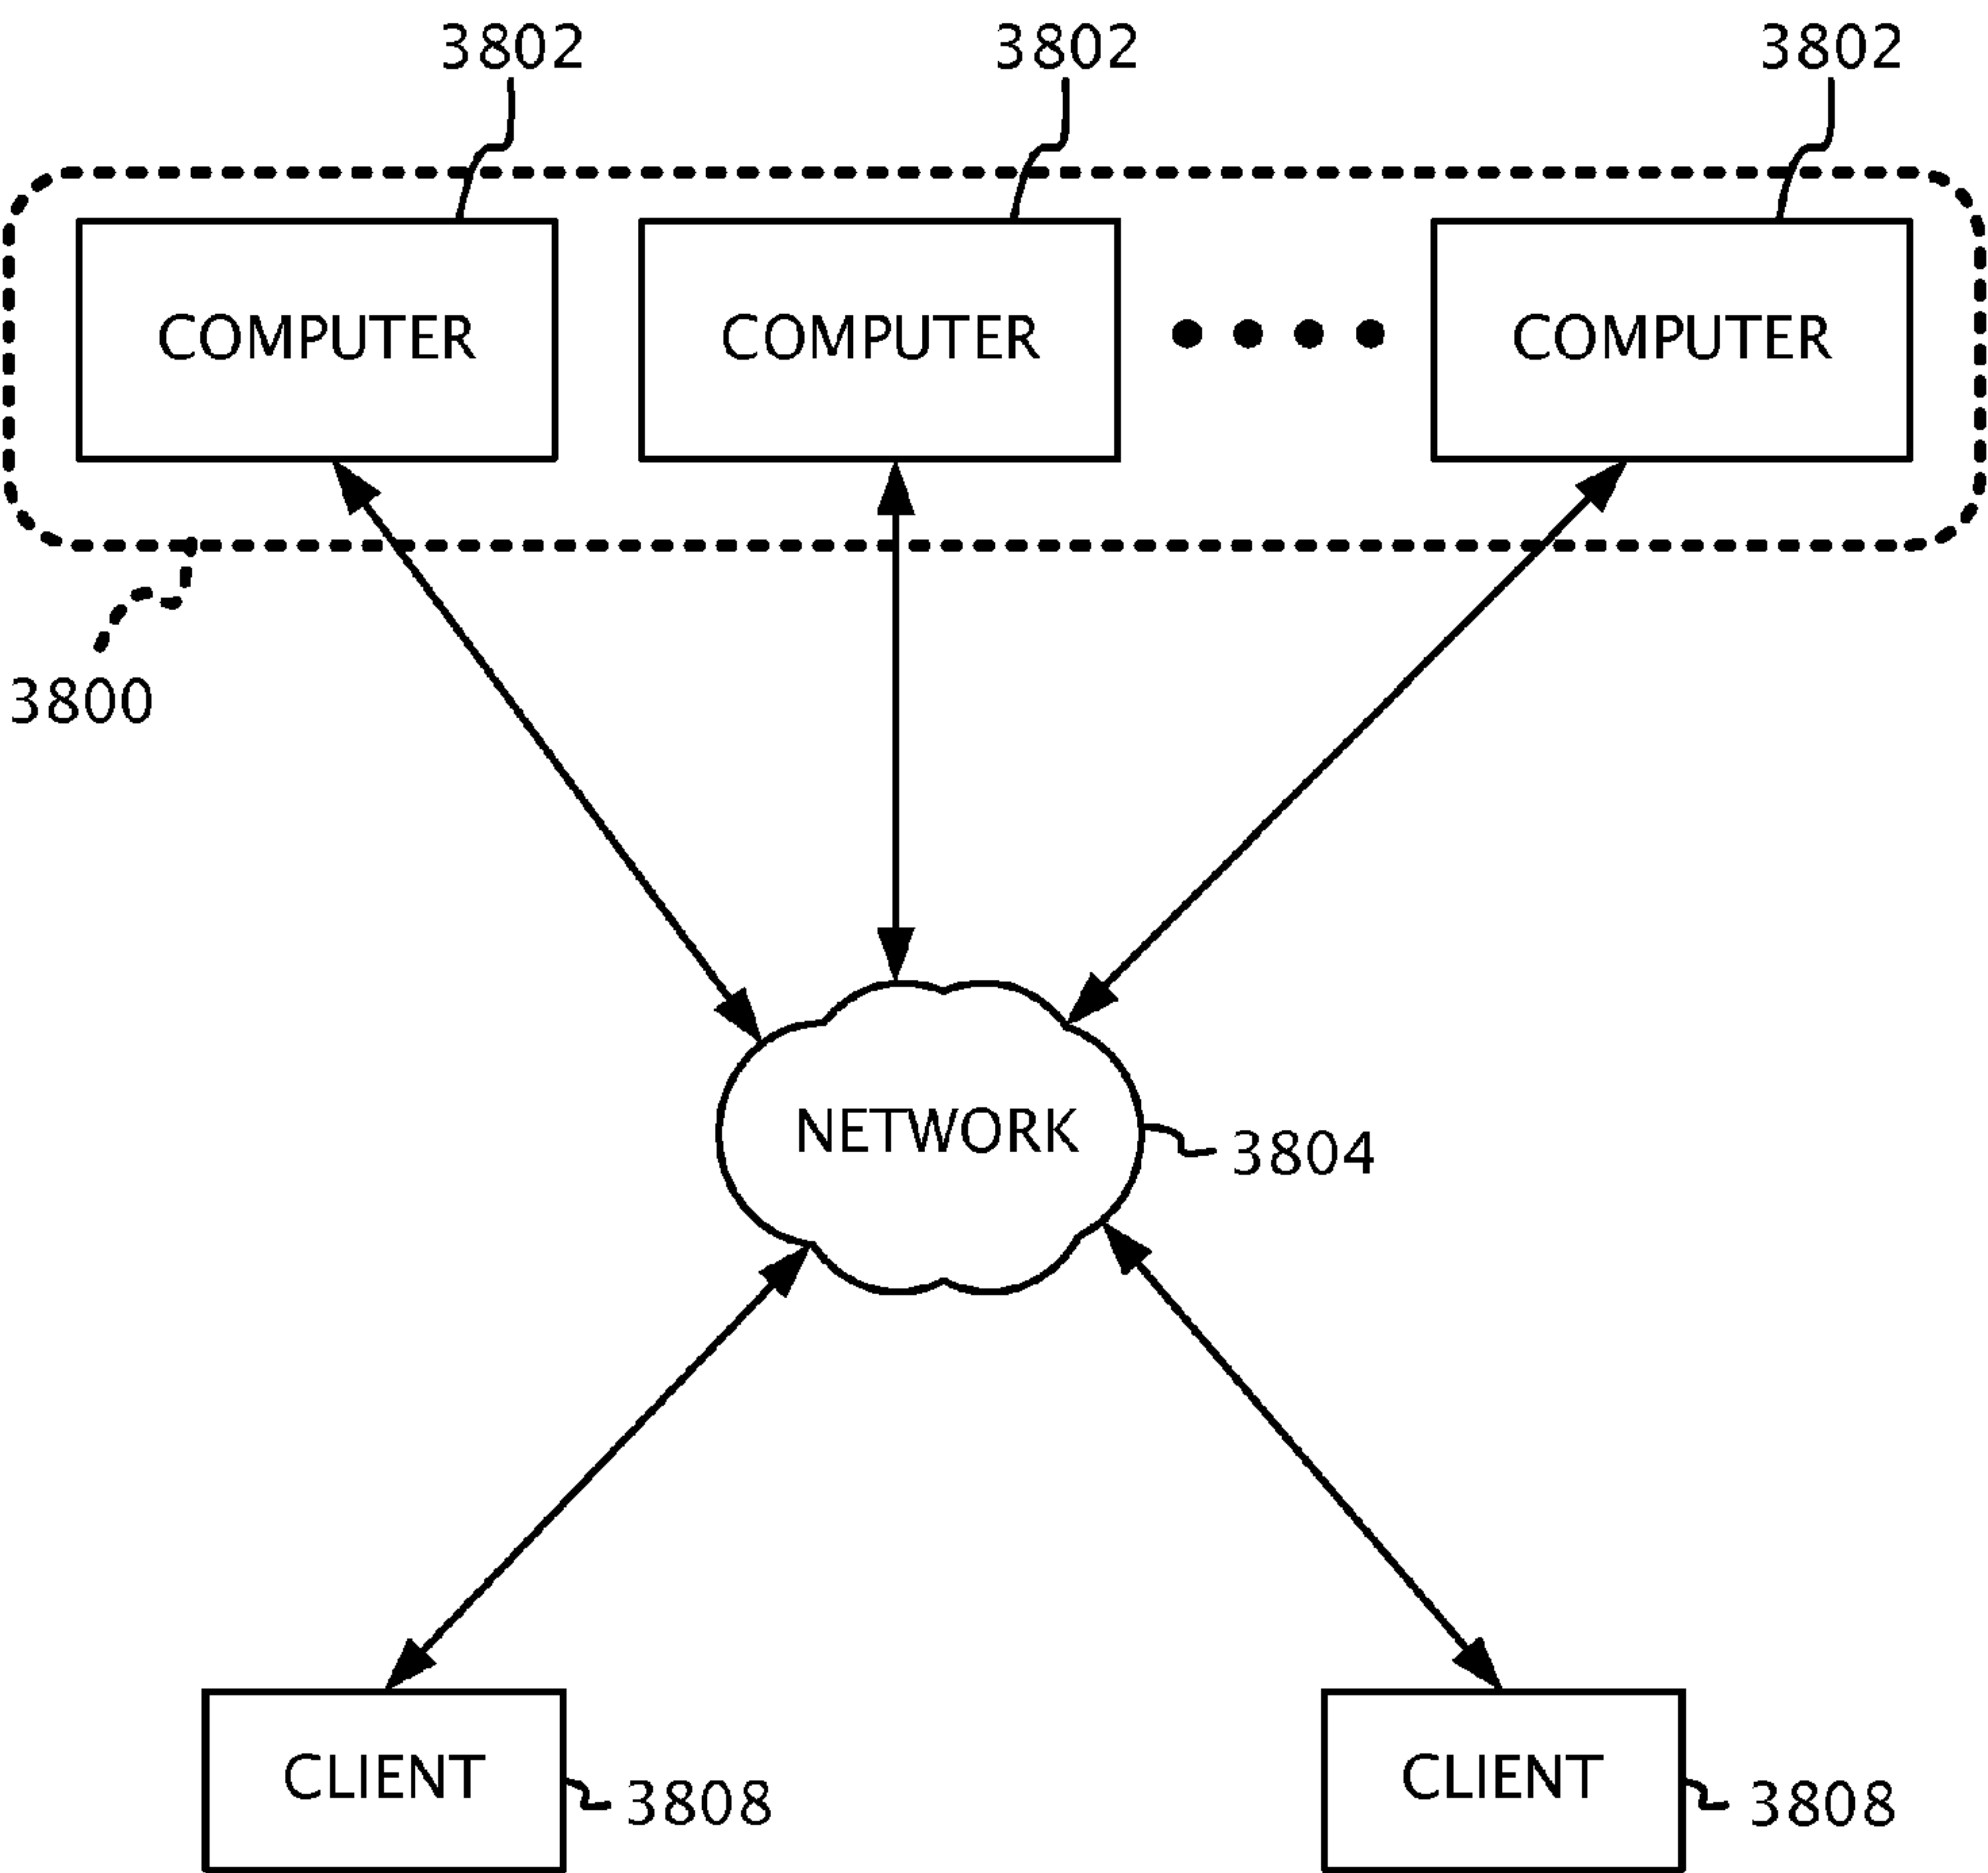 3802 3802 3802
COMPUTER COMPUTER COMPUTER
3800
NETWORK
3804
CLIENT 3808 CLIENT 3808